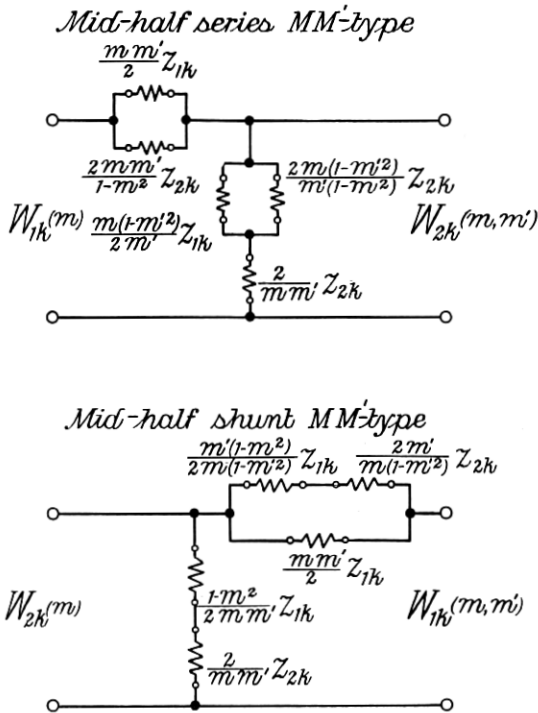 Mid-half series MM'-type
mm'/2 Z1k
2mm'/1-m² Z2k
2m(1-m'²)/m'(1-m²) Z2k
W1k(m)
m(1-m'²)/2m' Z1k
W2k(m,m')
2/mm' Z2k
Mid-half shunt MM'-type
m'(1-m²)/2m(1-m'²) Z1k
2m'/m(1-m'²) Z2k
mm'/2 Z1k
W2k(m)
1-m²/2mm' Z1k
W1k(m,m')
2/mm' Z2k